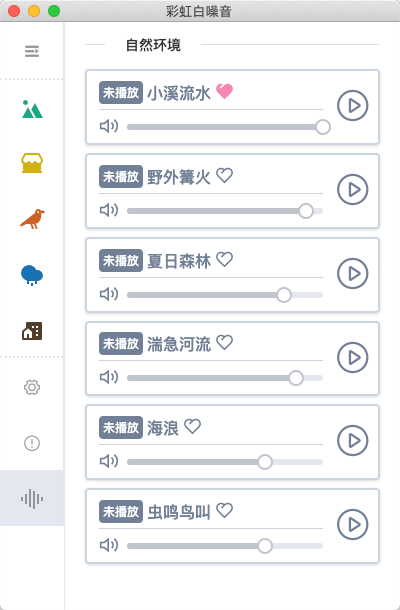 彩虹白噪音
自然环境
未播放 小溪流水
未播放 野外篝火
未播放 夏日森林
未播放 湍急河流
未播放 海浪
未播放 虫鸣鸟叫